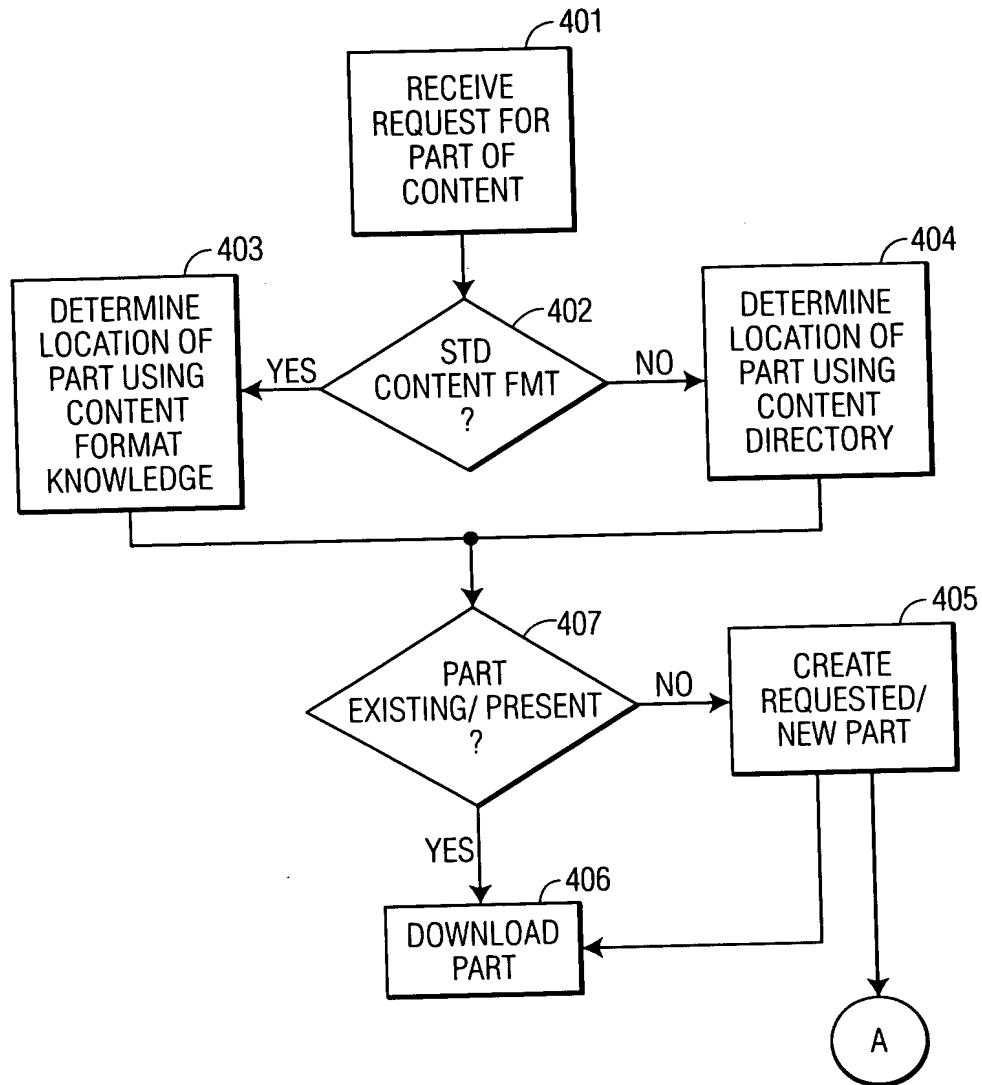 401
RECEIVE
REQUEST FOR
PART OF
CONTENT
402
STD
CONTENT FMT
?
YES
NO
403
DETERMINE
LOCATION OF
PART USING
CONTENT
FORMAT
KNOWLEDGE
404
DETERMINE
LOCATION OF
PART USING
CONTENT
DIRECTORY
407
PART
EXISTING/ PRESENT
?
NO
YES
405
CREATE
REQUESTED/
NEW PART
406
DOWNLOAD
PART
A